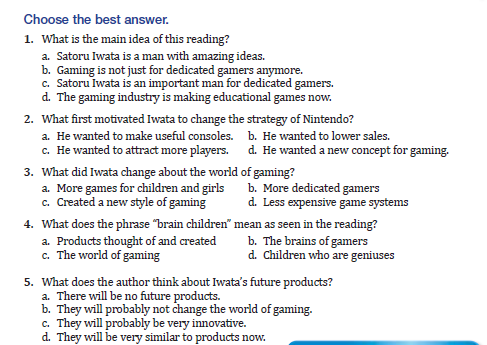 Choose the best answer.
1. What is the main idea of this reading?
a. Satoru Iwata is a man with amazing ideas.
b. Gaming is not just for dedicated gamers anymore.
c. Satoru Iwata is an important man for dedicated gamers.
d. The gaming industry is making educational games now.
2. What first motivated Iwata to change the strategy of Nintendo?
a. He wanted to make useful consoles. b. He wanted to lower sales.
c. He wanted to attract more players. d. He wanted a new concept for gaming.
3. What did Iwata change about the world of gaming?
a. More games for children and girls b. More dedicated gamers
c. Created a new style of gaming d. Less expensive game systems
4. What does the phrase "brain children" mean as seen in the reading?
a. Products thought of and created b. The brains of gamers
c. The world of gaming d. Children who are geniuses
5. What does the author think about Iwata's future products?
a. There will be no future products.
b. They will probably not change the world of gaming.
c. They will probably be very innovative.
d. They will be very similar to products now.